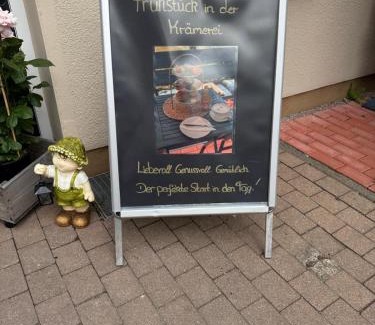 Frühstück in der
Krämerei
Liebevoll Genussvoll Gemütlich.
Der perfekte Start in den Tag!